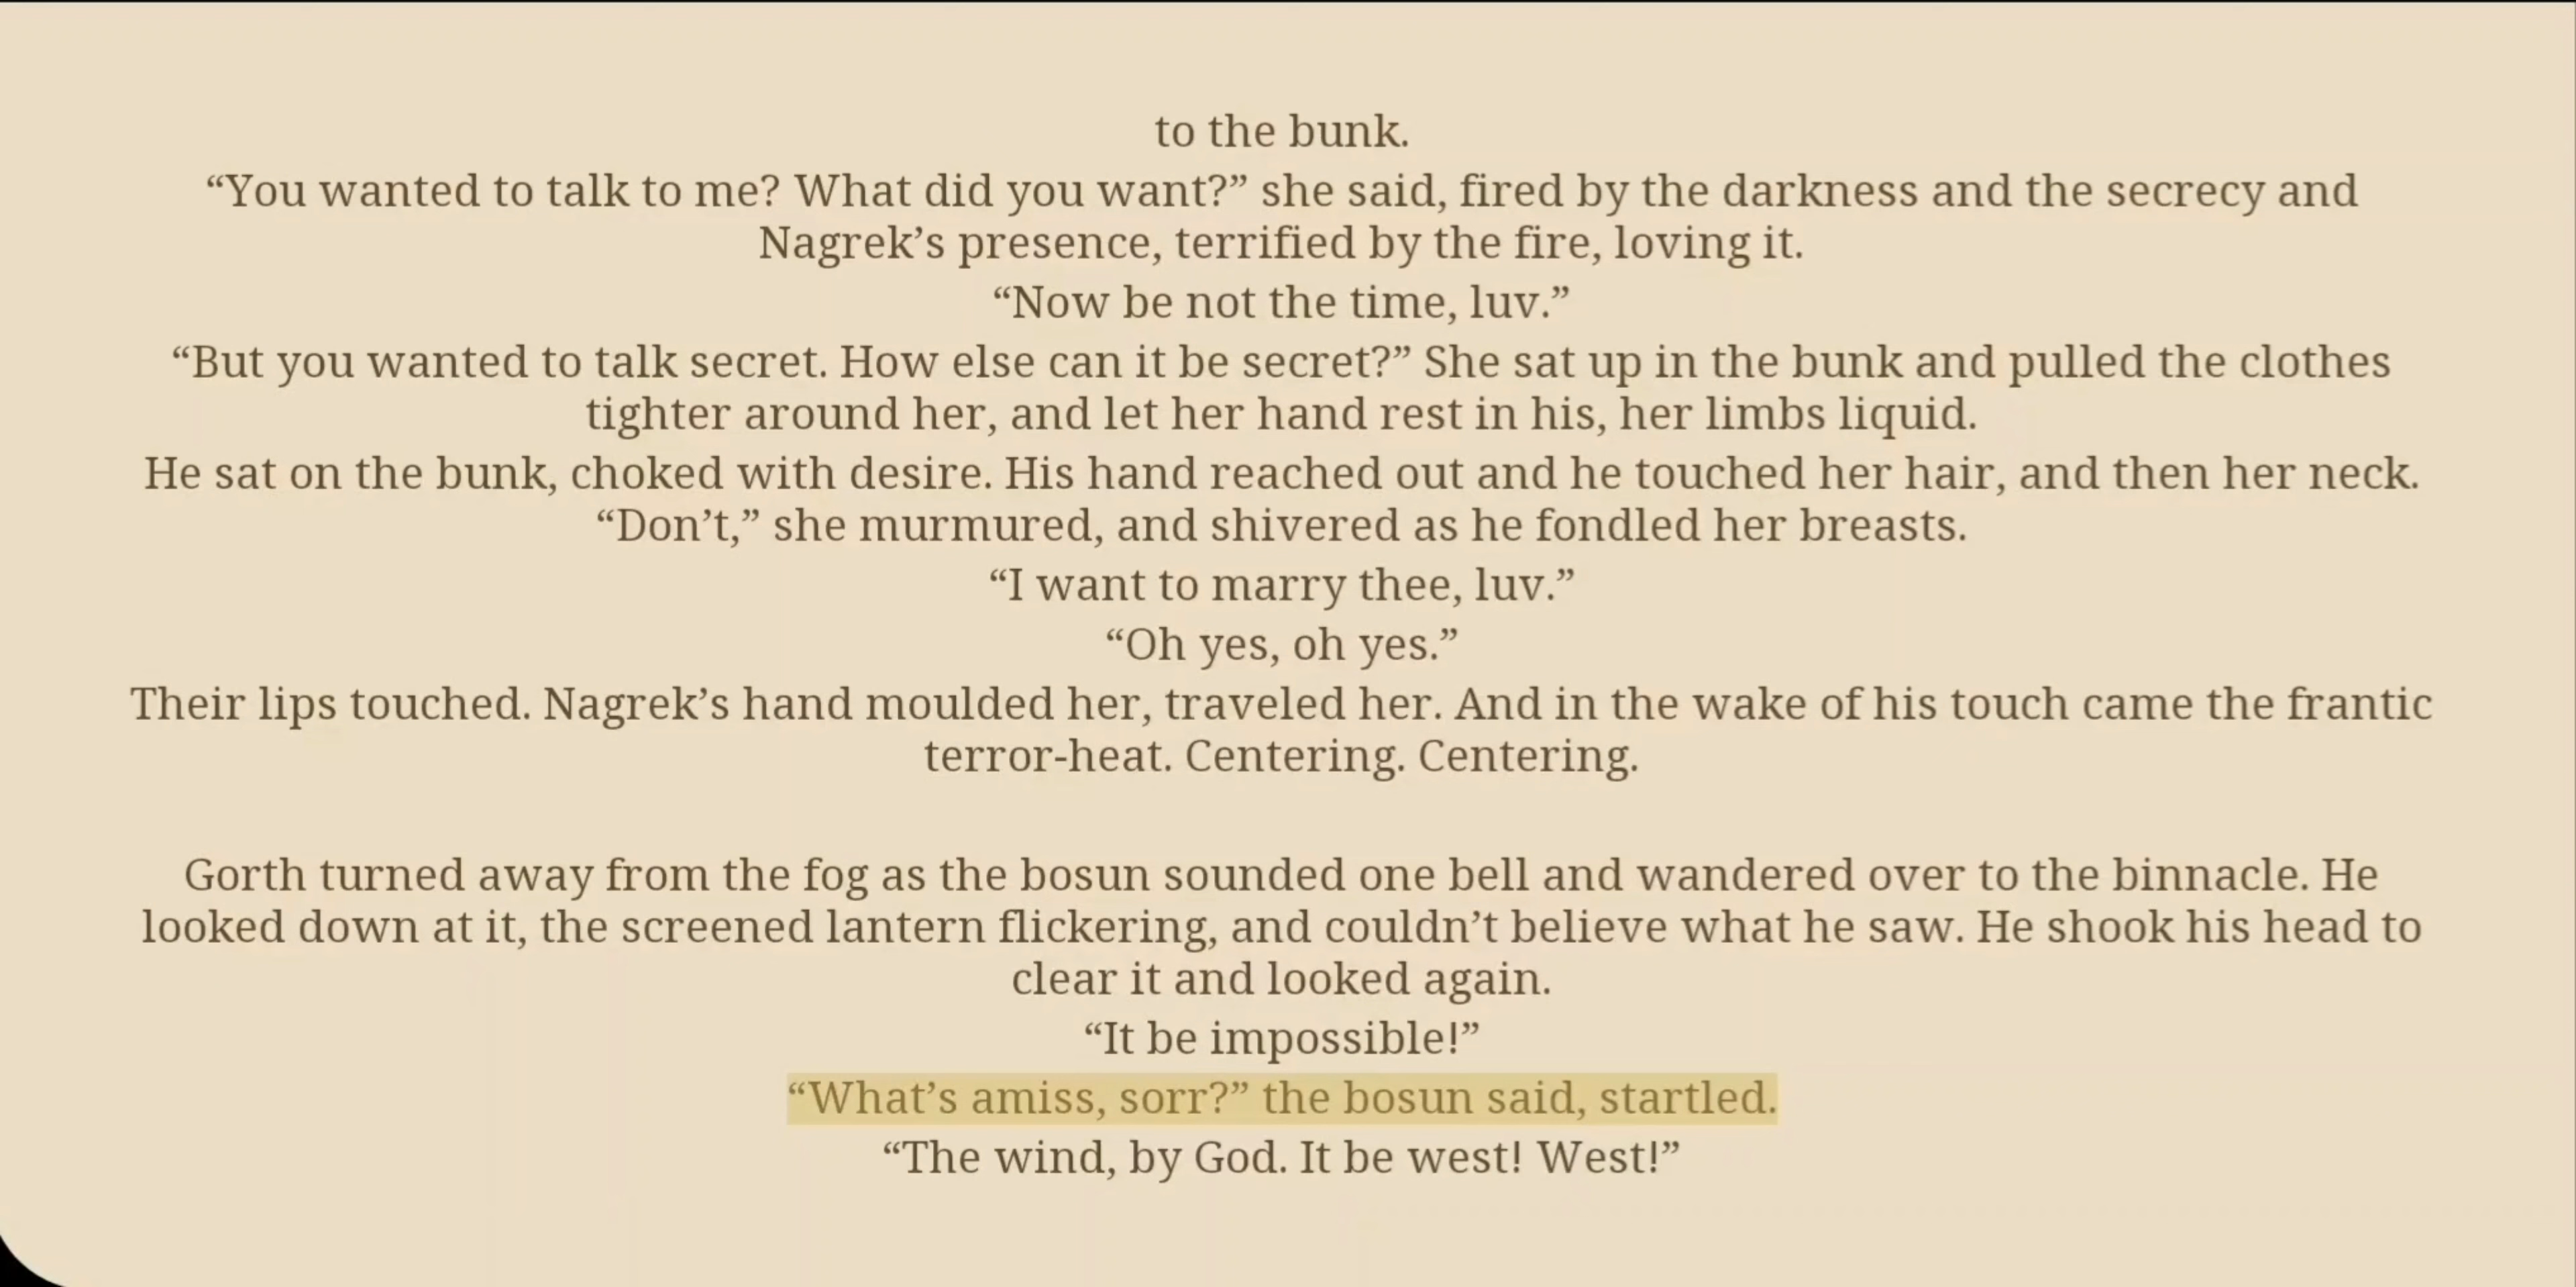 to the bunk.
“You wanted to talk to me? What did you want?” she said, fired by the darkness and the secrecy and
Nagrek’s presence, terrified by the fire, loving it.
“Now be not the time, luv.”
“But you wanted to talk secret. How else can it be secret?” She sat up in the bunk and pulled the clothes
tighter around her, and let her hand rest in his, her limbs liquid.
He sat on the bunk, choked with desire. His hand reached out and he touched her hair, and then her neck.
“Don’t,” she murmured, and shivered as he fondled her breasts.
“I want to marry thee, luv.”
“Oh yes, oh yes.”
Their lips touched. Nagrek’s hand moulded her, traveled her. And in the wake of his touch came the frantic
terror-heat. Centering. Centering.
Gorth turned away from the fog as the bosun sounded one bell and wandered over to the binnacle. He
looked down at it, the screened lantern flickering, and couldn’t believe what he saw. He shook his head to
clear it and looked again.
“It be impossible!”
“What’s amiss, sorr?” the bosun said, startled.
“The wind, by God. It be west! West!”